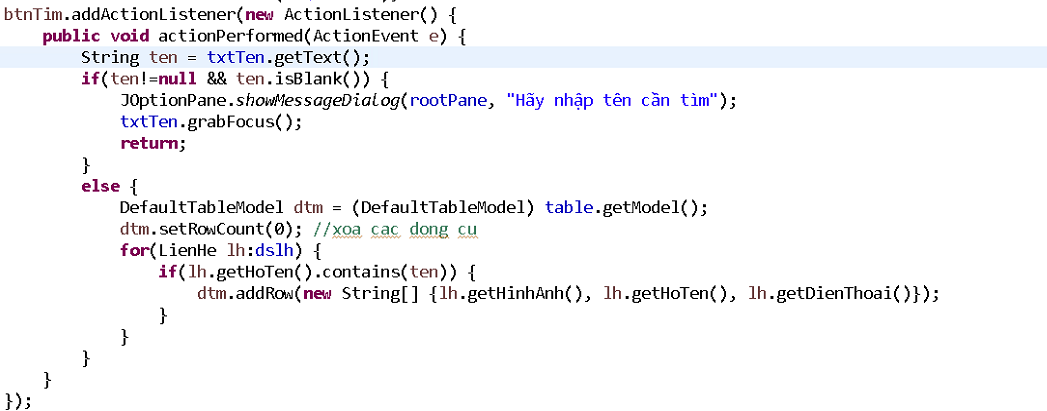 btnTim.addActionListener(new ActionListener() {
public void actionPerformed(ActionEvent e) {
String ten = txtTen.getText();
if(ten!=null && ten.isBlank()) {
JOptionPane.showMessageDialog(rootPane, "Hãy nhập tên cần tìm");
txtTen.grabFocus();
return;
}
else {
DefaultTableModel dtm = (DefaultTableModel) table.getModel();
dtm.setRowCount(0); //xoa cac dong cu
for(LienHe lh:dslh) {
if(lh.getHoTen().contains(ten)) {
dtm.addRow(new String[] {lh.getHinhAnh(), lh.getHoTen(), lh.getDienThoai()});
}
}
}
}
});